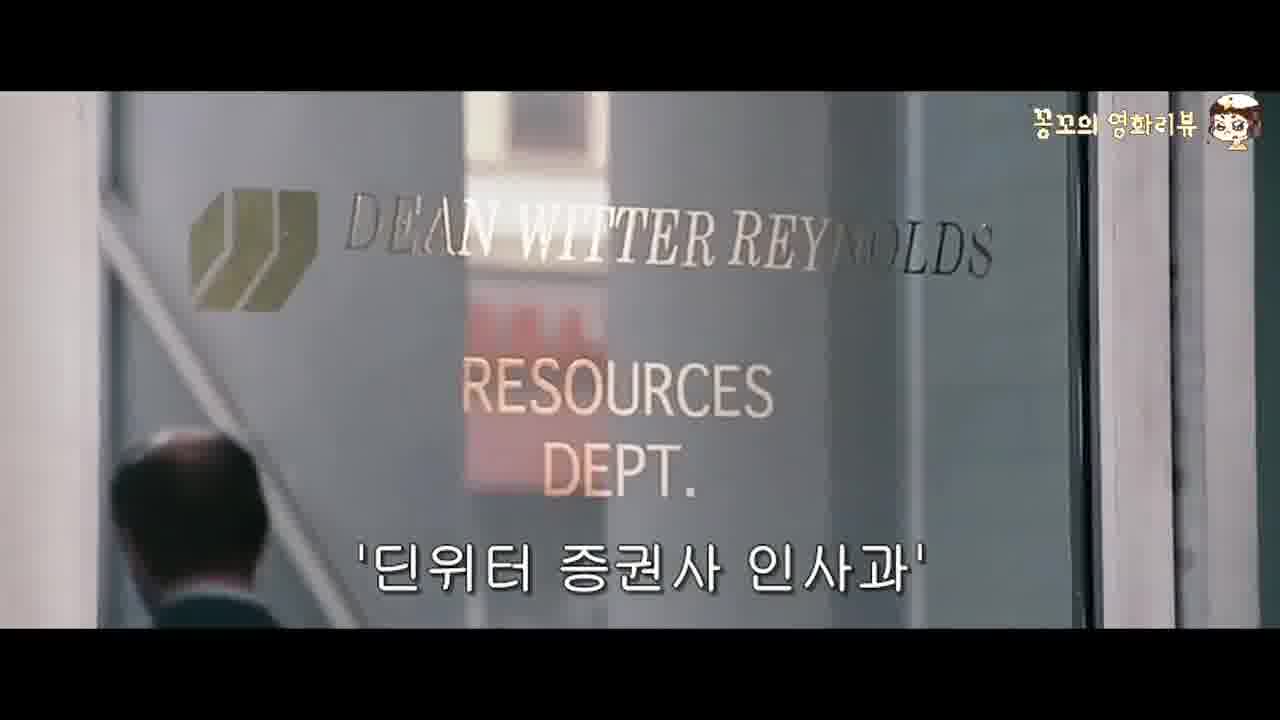 꽁꼬의 영화리뷰
DEAN WITTER REYNOLDS
RESOURCES
DEPT.
'딘위터 증권사 인사과'